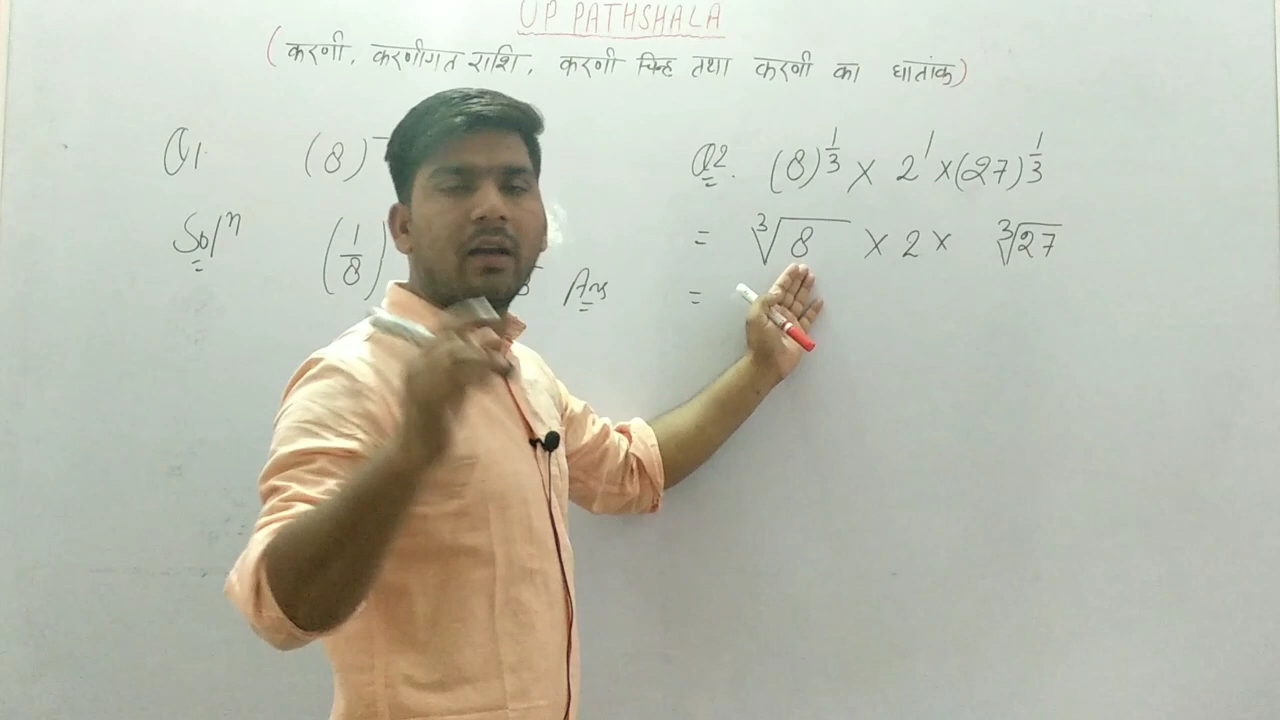 UP PATHSHALA
(करणी, करणीगत राशि, करणी चिन्ह तथा करणी का घातांक)
Q1 (8)⁻
Q2. (8)^{1/3} × 2^1 × (27)^{1/3}
Solⁿ (1/8) Ans
= ∛8 × 2 × ∛27
=